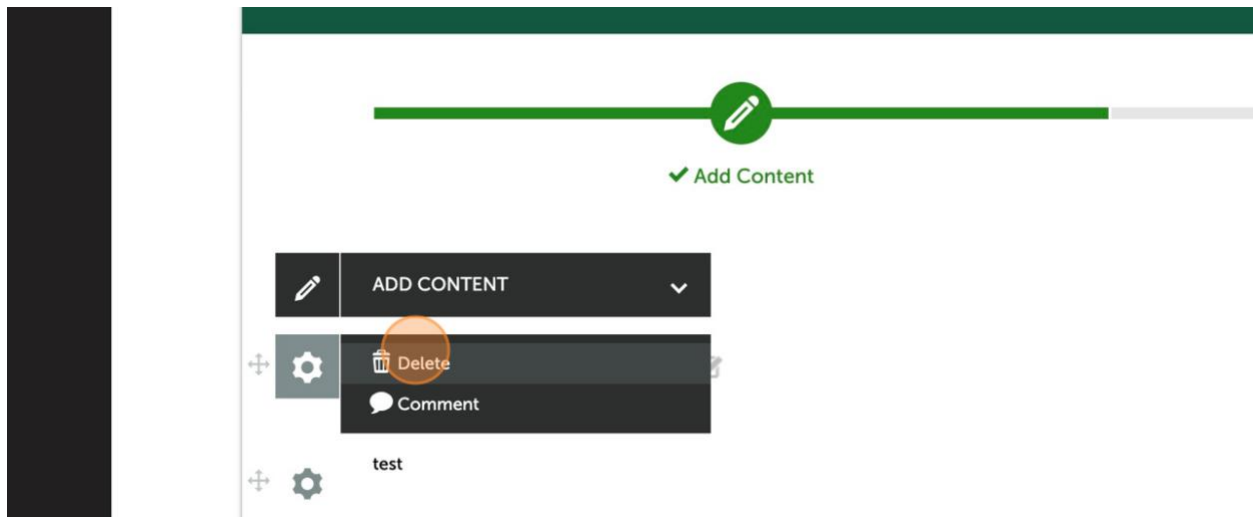 Add Content
ADD CONTENT
Delete
Comment
test